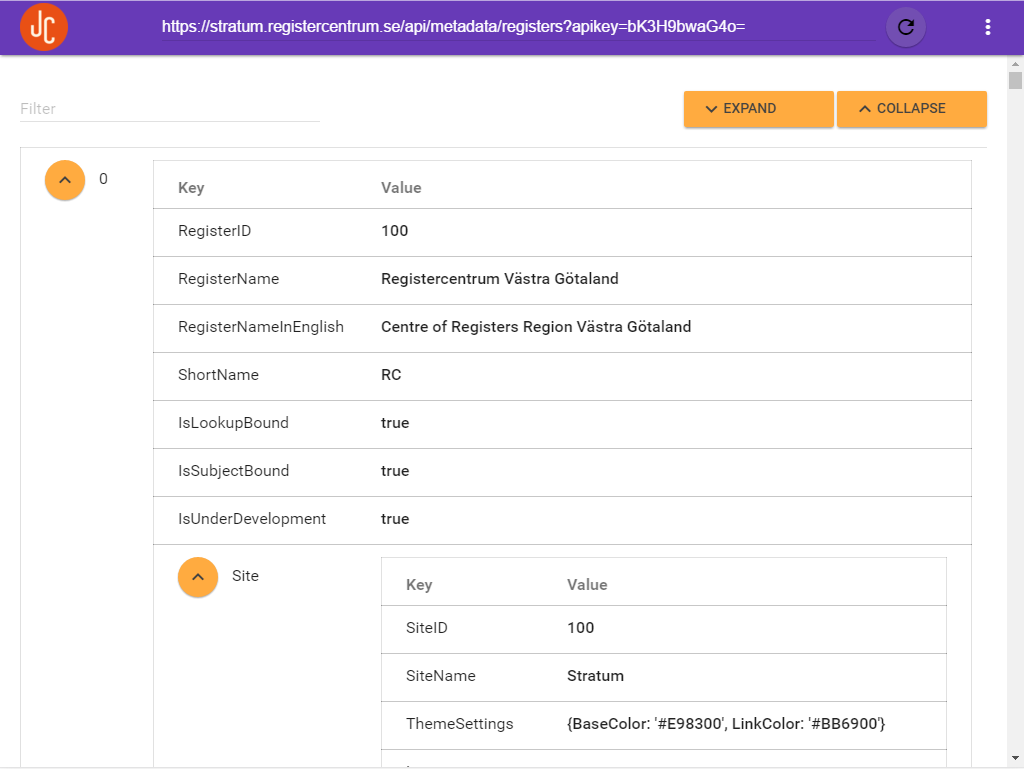 JC
https://stratum.registercentrum.se/api/metadata/registers?apikey=bK3H9bwaG4o=
Filter
EXPAND
COLLAPSE
0
Key Value
RegisterID 100
RegisterName Registercentrum Västra Götaland
RegisterNameInEnglish Centre of Registers Region Västra Götaland
ShortName RC
IsLookupBound true
IsSubjectBound true
IsUnderDevelopment true
Site
Key Value
SiteID 100
SiteName Stratum
ThemeSettings {BaseColor: '#E98300', LinkColor: '#BB6900'}